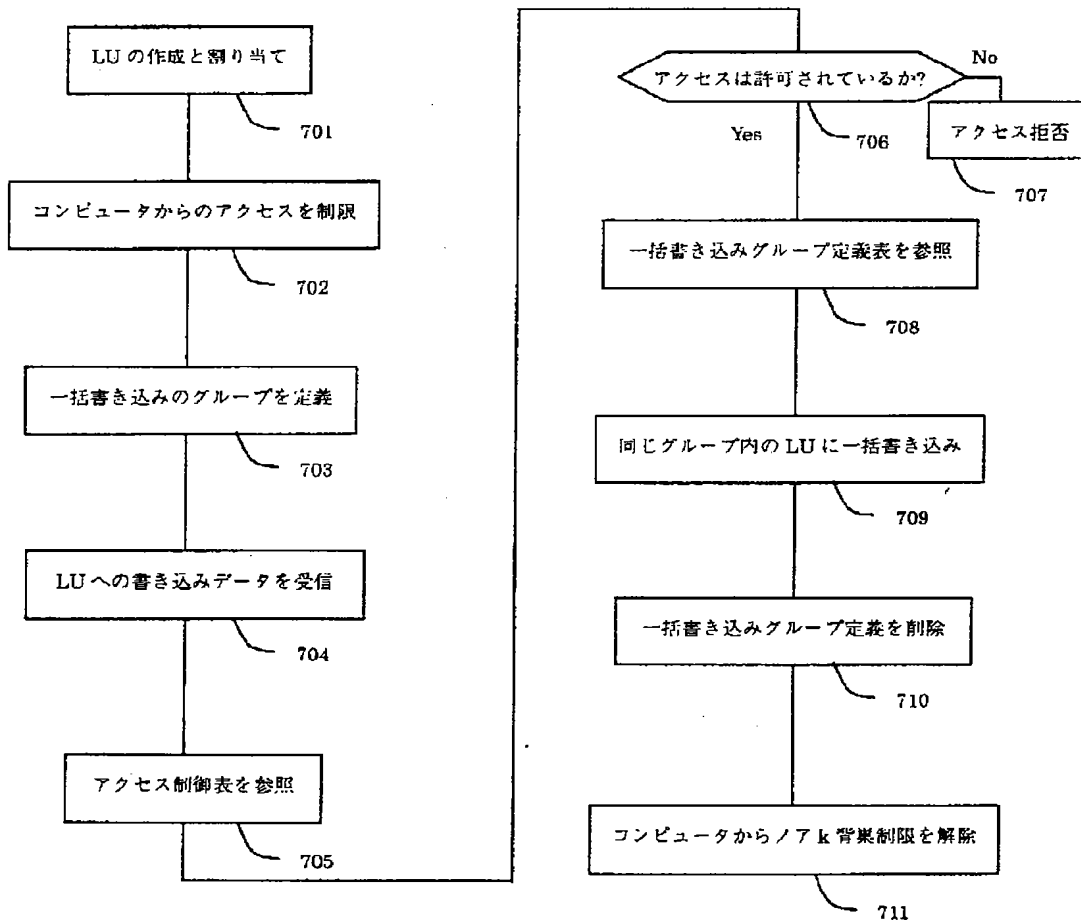 LU の作成と割り当て
701
コンピュータからのアクセスを制限
702
一括書き込みのグループを定義
703
LU への書き込みデータを受信
704
アクセス制御表を参照
705
アクセスは許可されているか?
No
Yes
706
アクセス拒否
707
一括書き込みグループ定義表を参照
708
同じグループ内の LU に一括書き込み
709
一括書き込みグループ定義を削除
710
コンピュータからノア k 背巣制限を解除
711